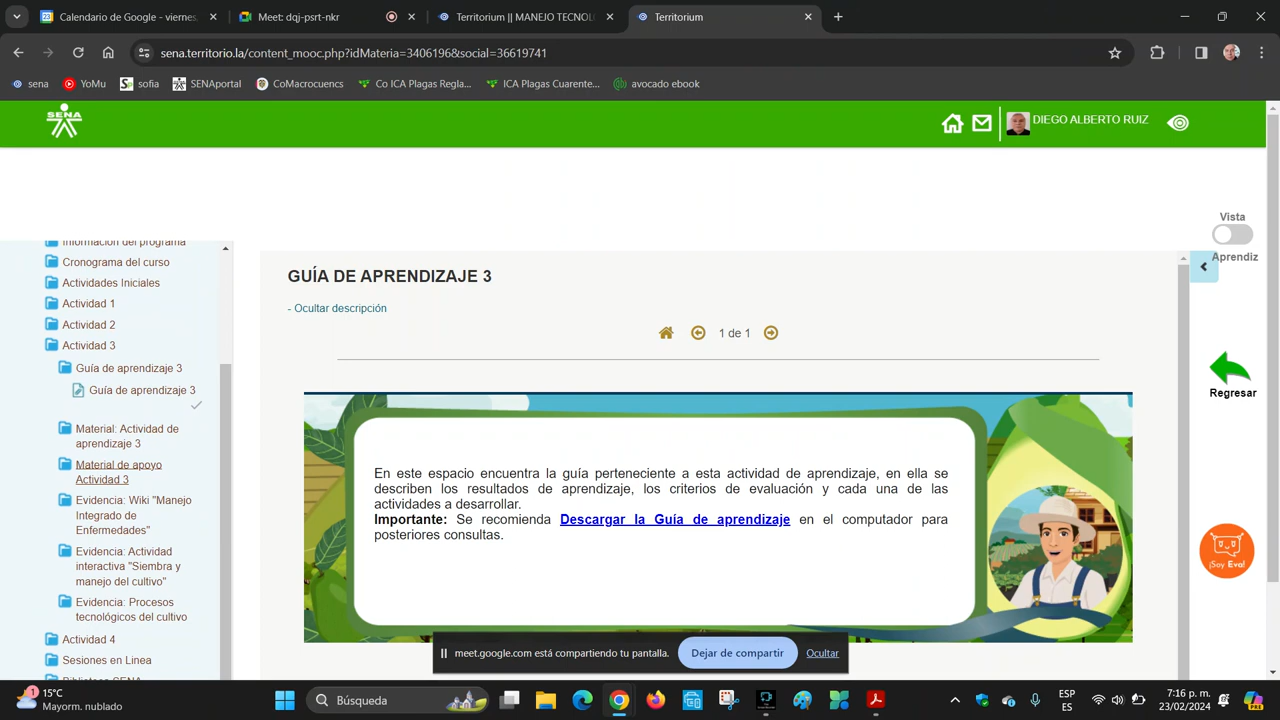 Calendario de Google - viernes,
Meet: dqj-psrt-nkr
Territorium || MANEJO TECNOL
Territorium
sena.territorio.la/content_mooc.php?idMateria=3406196&social=36619741
sena
YoMu
sofia
SENAportal
CoMacrocuencs
Co ICA Plagas Regla...
ICA Plagas Cuarente...
avocado ebook
SENA
DIEGO ALBERTO RUIZ
Vista
Aprendiz
Información del programa
Cronograma del curso
Actividades Iniciales
Actividad 1
Actividad 2
Actividad 3
Guía de aprendizaje 3
Guía de aprendizaje 3
Material: Actividad de
aprendizaje 3
Material de apoyo
Actividad 3
Evidencia: Wiki "Manejo
Integrado de
Enfermedades"
Evidencia: Actividad
interactiva "Siembra y
manejo del cultivo"
Evidencia: Procesos
tecnológicos del cultivo
Actividad 4
Sesiones en Linea
Biblioteca SENA
GUÍA DE APRENDIZAJE 3
- Ocultar descripción
1 de 1
En este espacio encuentra la guía perteneciente a esta actividad de aprendizaje, en ella se
describen los resultados de aprendizaje, los criterios de evaluación y cada una de las
actividades a desarrollar.
Importante: Se recomienda Descargar la Guía de aprendizaje en el computador para
posteriores consultas.
Regresar
¡Soy Eva!
meet.google.com está compartiendo tu pantalla.
Dejar de compartir
Ocultar
1
15°C
Mayorm. nublado
Búsqueda
ESP
ES
7:16 p. m.
23/02/2024